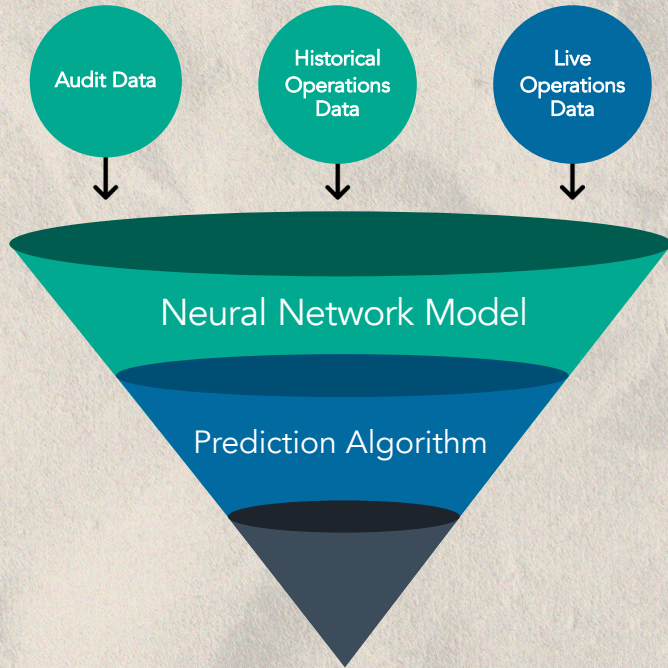 Audit Data
Historical
Operations
Data
Live
Operations
Data
Neural Network Model
Prediction Algorithm